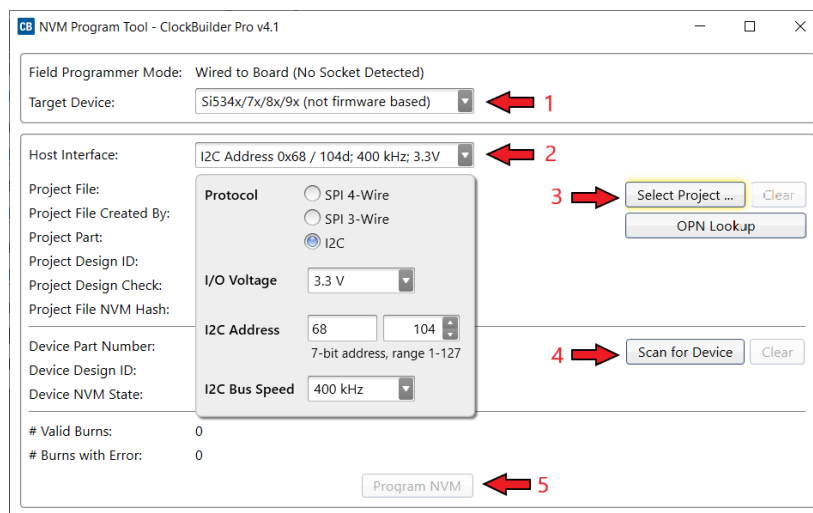 CB NVM Program Tool - ClockBuilder Pro v4.1
Field Programmer Mode: Wired to Board (No Socket Detected)
Target Device: Si534x/7x/8x/9x (not firmware based) 1
Host Interface: I2C Address 0x68 / 104d; 400 kHz; 3.3V 2
Project File: 3 Select Project ... Clear
Project File Created By:
OPN Lookup
Project Part:
Project Design ID:
Project Design Check:
Project File NVM Hash:
Protocol SPI 4-Wire
SPI 3-Wire
I2C
I/O Voltage 3.3 V
I2C Address 68 104
7-bit address, range 1-127
I2C Bus Speed 400 kHz
Device Part Number: 4 Scan for Device Clear
Device Design ID:
Device NVM State:
# Valid Burns: 0
# Burns with Error: 0
Program NVM 5